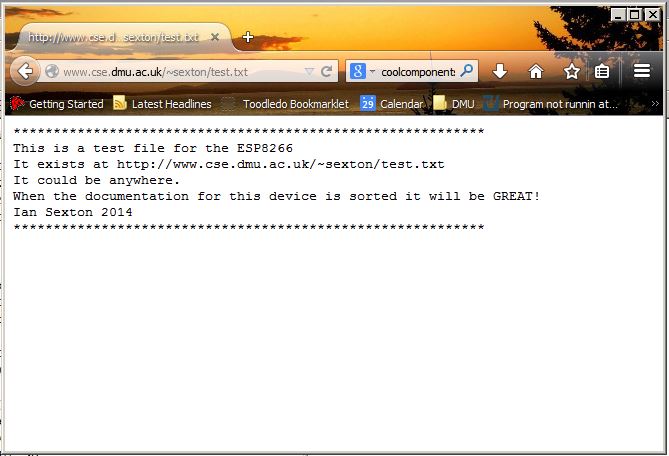 http://www.cse.d...sexton/test.txt
www.cse.dmu.ac.uk/~sexton/test.txt
coolcomponents
Getting Started
Latest Headlines
Toodledo Bookmarklet
29
Calendar
DMU
Program not runnin at...
***********************************************************
This is a test file for the ESP8266
It exists at http://www.cse.dmu.ac.uk/~sexton/test.txt
It could be anywhere.
When the documentation for this device is sorted it will be GREAT!
Ian Sexton 2014
***********************************************************